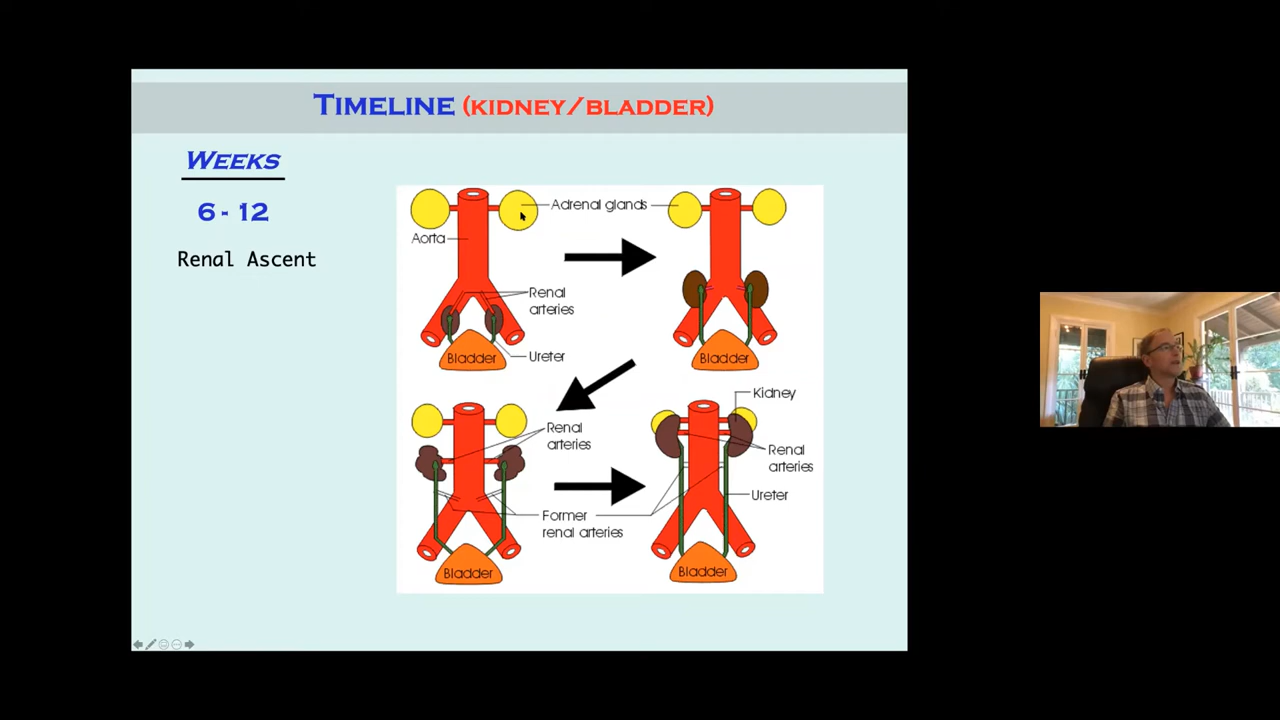 TIMELINE (KIDNEY/BLADDER)
WEEKS
6 - 12
Renal Ascent
Adrenal glands
Aorta
Renal
arteries
Bladder
Ureter
Bladder
Kidney
Renal
arteries
Renal
arteries
Ureter
Former
renal arteries
Bladder
Bladder